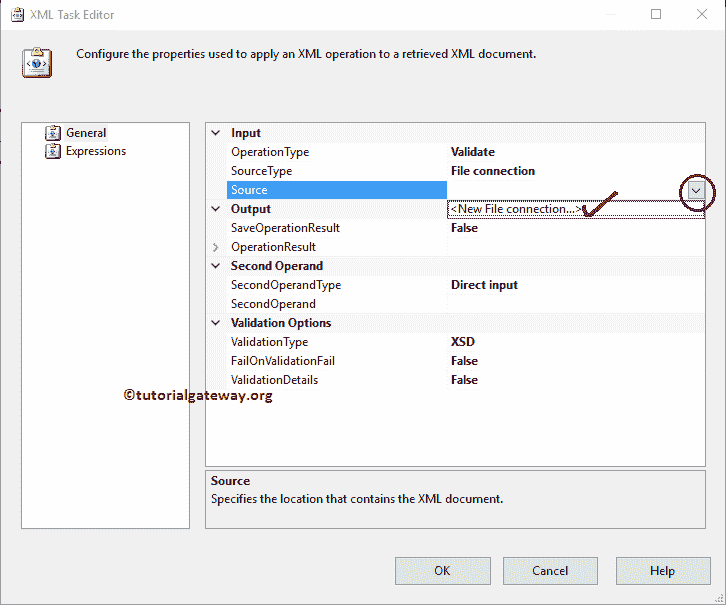 XML Task Editor
Configure the properties used to apply an XML operation to a retrieved XML document.
General
Expressions
Input
OperationType Validate
SourceType File connection
Source
Output <New File connection...>
SaveOperationResult False
OperationResult
Second Operand
SecondOperandType Direct input
SecondOperand
Validation Options
ValidationType XSD
FailOnValidationFail False
ValidationDetails False
©tutorialgateway.org
Source
Specifies the location that contains the XML document.
OK Cancel Help